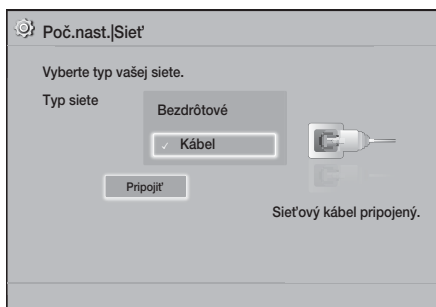 Poč.nast.|Sieť
Vyberte typ vašej siete.
Typ siete
Bezdrôtové
✓ Kábel
Pripojiť
Sieťový kábel pripojený.